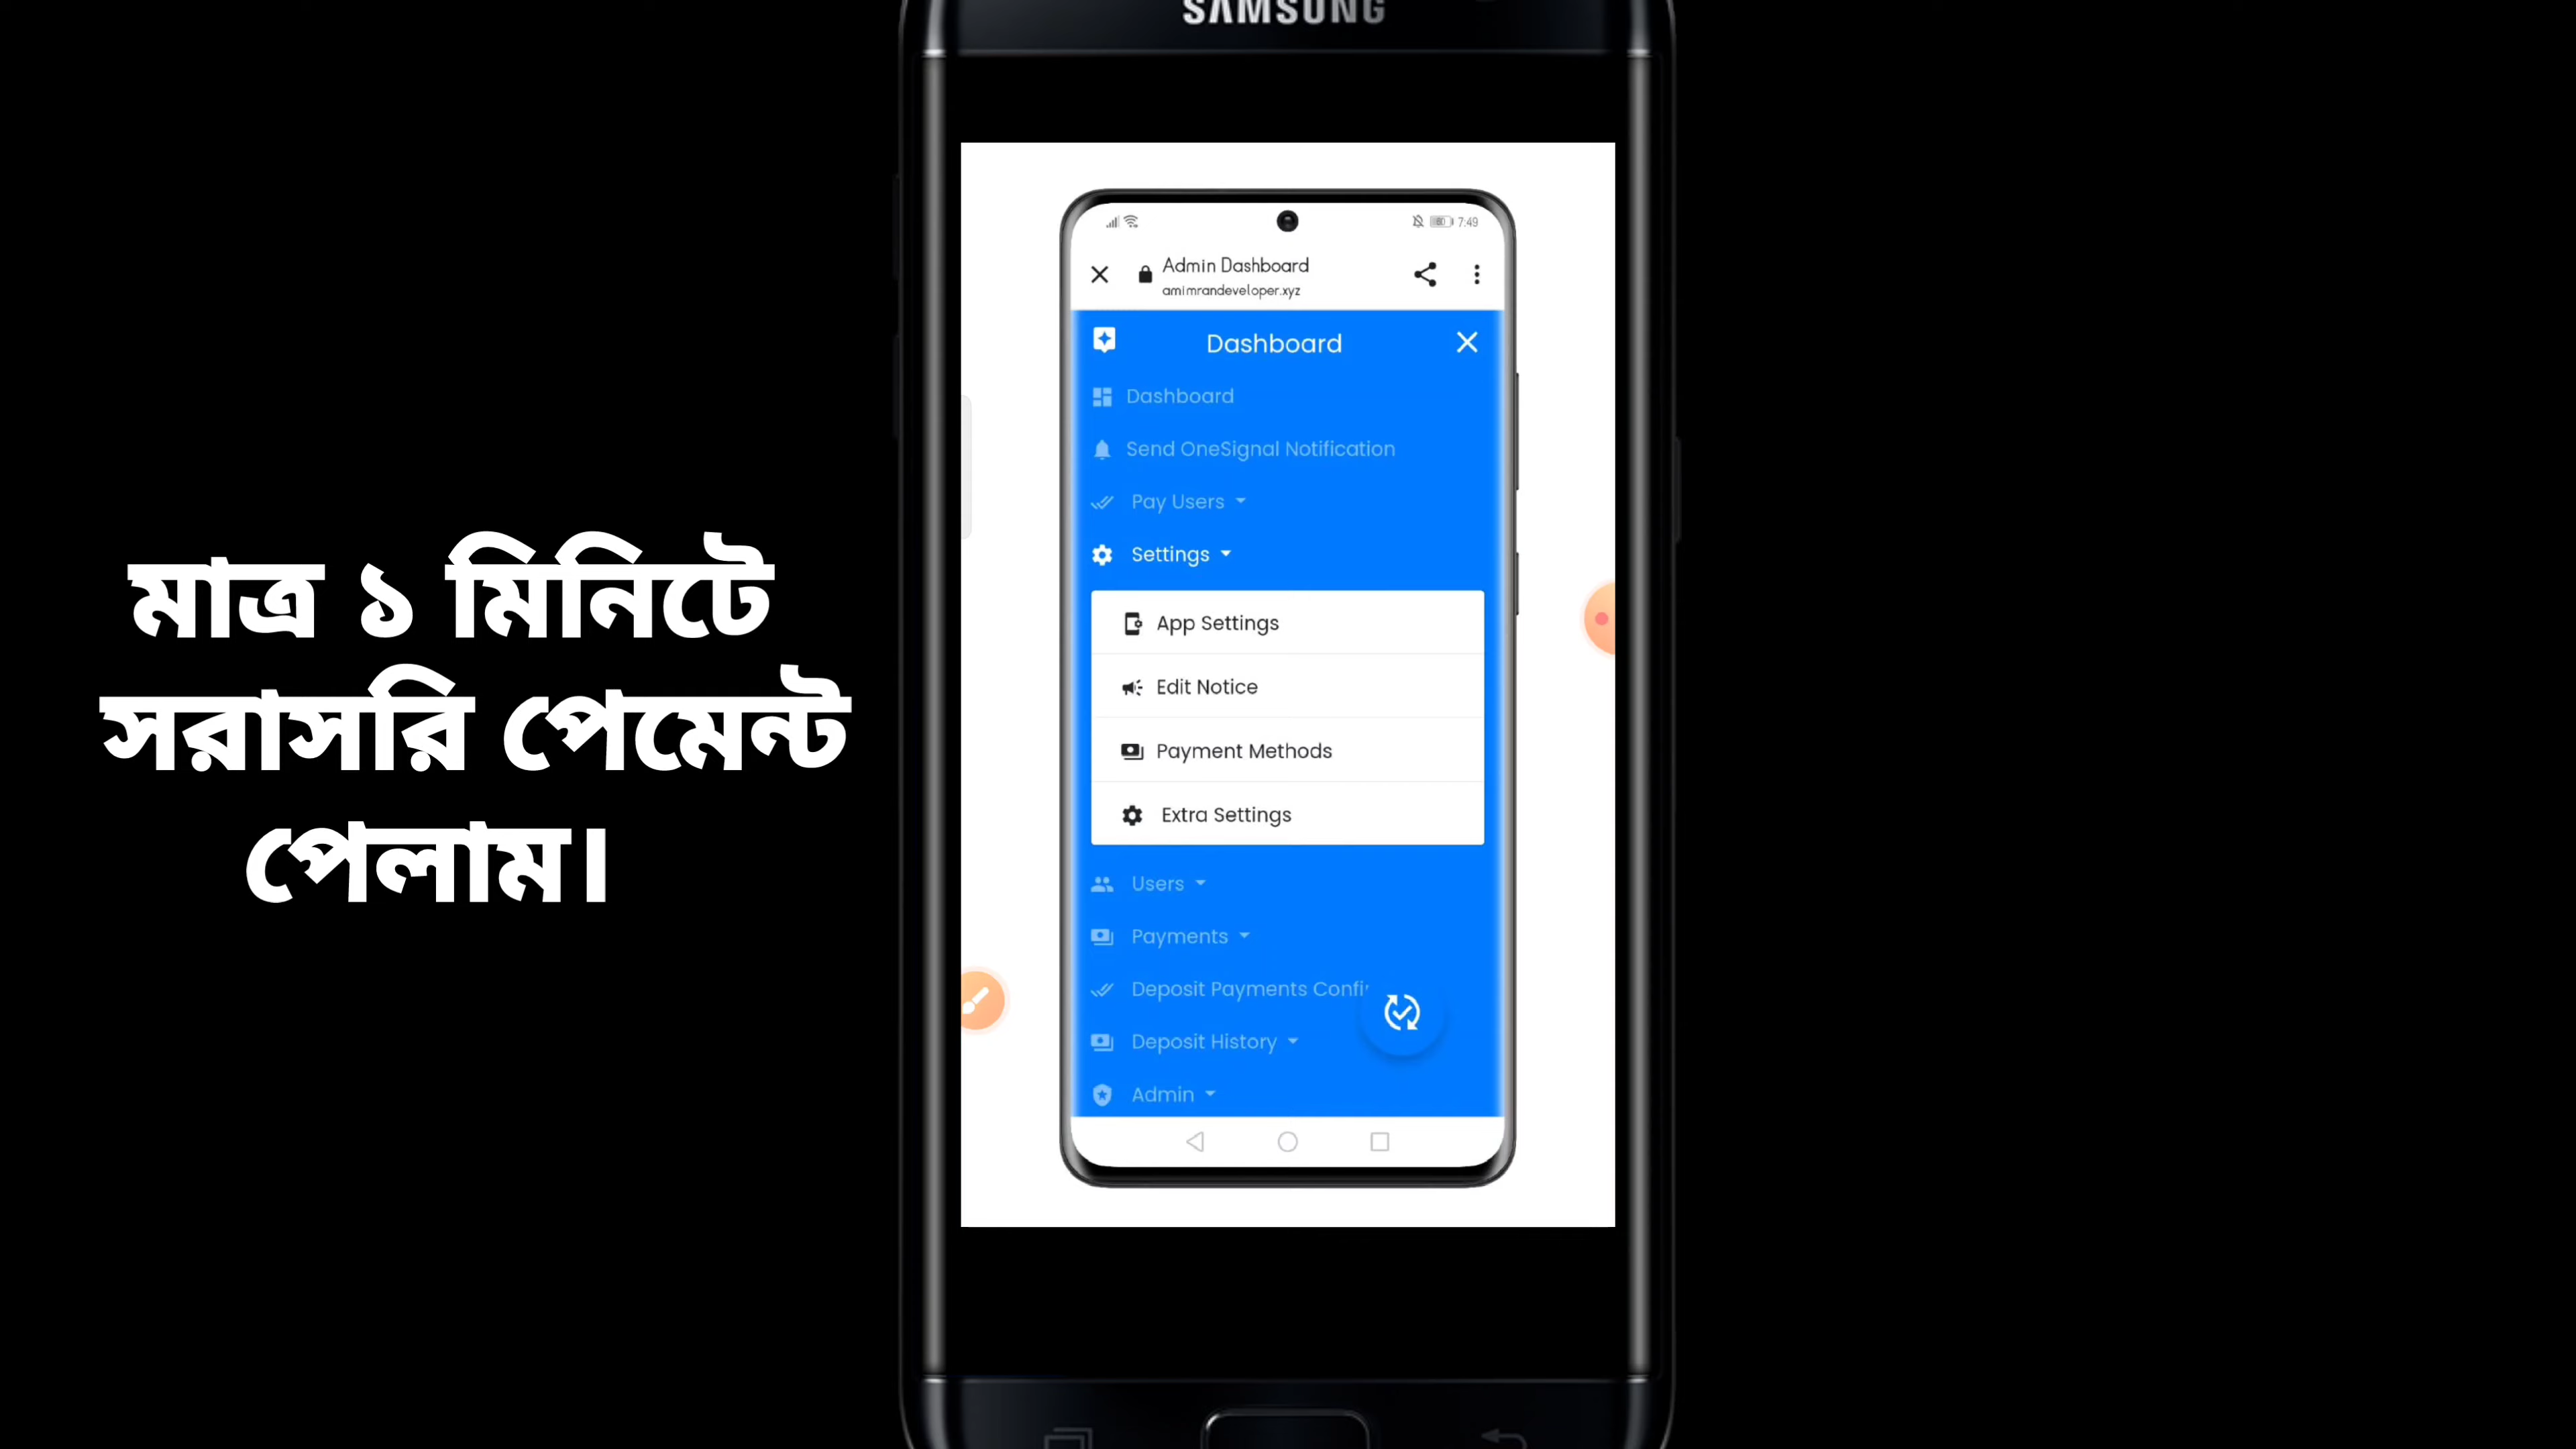 SAMSUNG
মাত্র ১ মিনিটে
সরাসরি পেমেন্ট
পেলাম।
7:49
Admin Dashboard
amimrandeveloper.xyz
Dashboard
Dashboard
Send OneSignal Notification
Pay Users
Settings
App Settings
Edit Notice
Payment Methods
Extra Settings
Users
Payments
Deposit Payments Confir
Deposit History
Admin